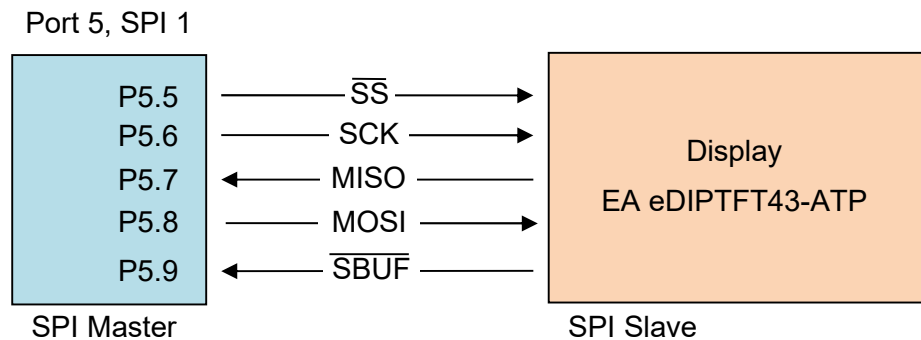 Port 5, SPI 1
P5.5 SS
P5.6 SCK
P5.7 MISO
P5.8 MOSI
P5.9 SBUF
Display
EA eDIPTFT43-ATP
SPI Master
SPI Slave